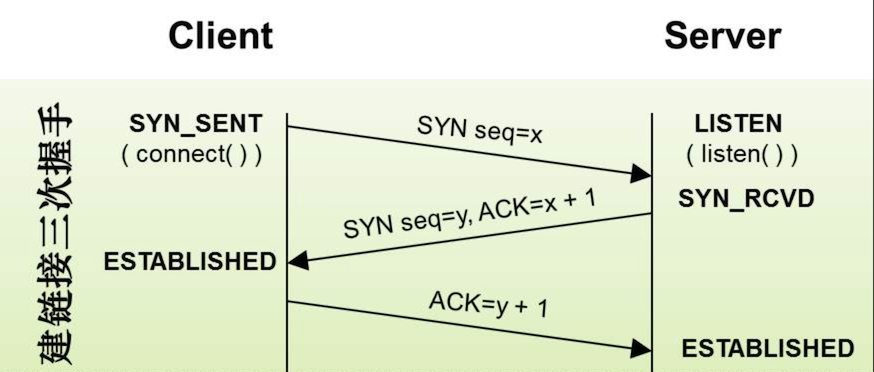 Client
Server
建链接三次握手
SYN_SENT
( connect( ) )
SYN seq=x
LISTEN
( listen( ) )
SYN_RCVD
SYN seq=y, ACK=x + 1
ESTABLISHED
ACK=y + 1
ESTABLISHED